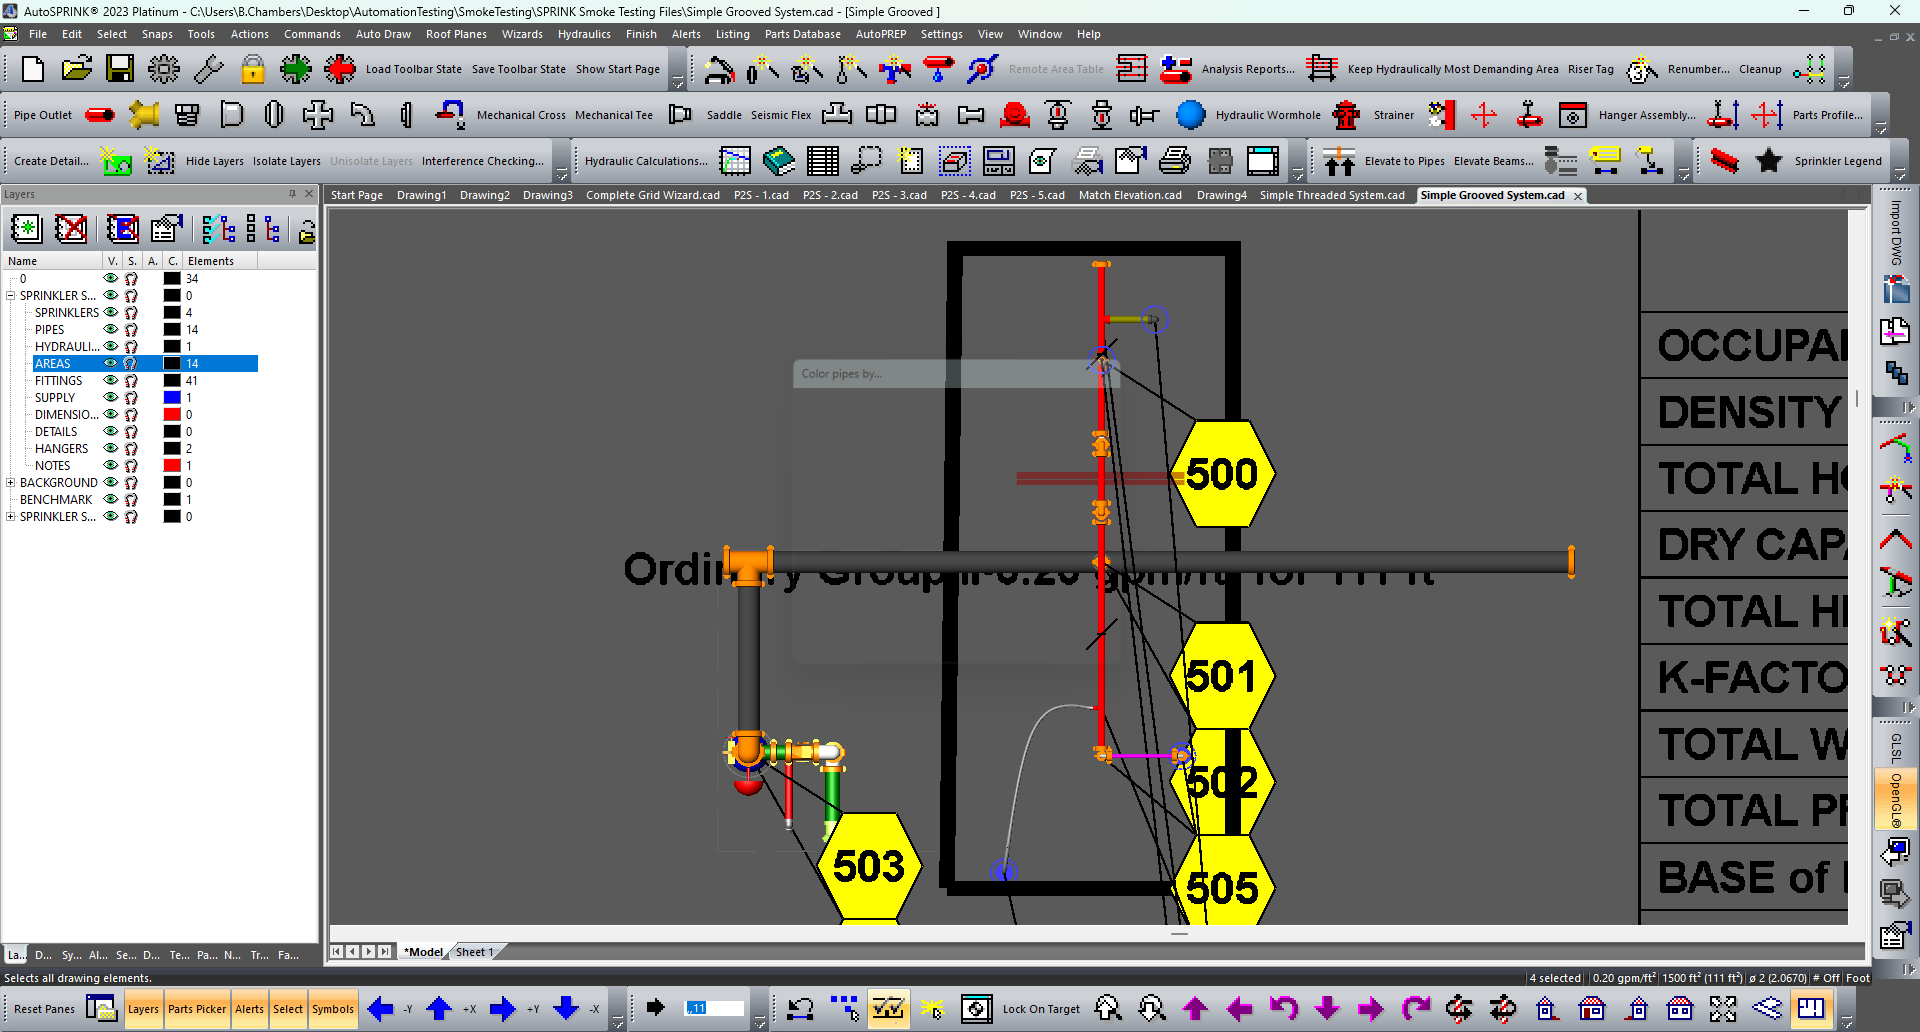 AutoSPRINK® 2023 Platinum - C:\Users\B.Chambers\Desktop\AutomationTesting\SmokeTesting\SPRINK Smoke Testing Files\Simple Grooved System.cad - [Simple Grooved ]
File Edit Select Snaps Tools Actions Commands Auto Draw Roof Planes Wizards Hydraulics Finish Alerts Listing Parts Database AutoPREP Settings View Window Help
Load Toolbar State Save Toolbar State Show Start Page Remote Area Table Analysis Reports... Keep Hydraulically Most Demanding Area Riser Tag Renumber... Cleanup
Pipe Outlet Mechanical Cross Mechanical Tee Saddle Seismic Flex Hydraulic Wormhole Strainer Hanger Assembly... Parts Profile...
Create Detail... Hide Layers Isolate Layers Unisolate Layers Interference Checking... Hydraulic Calculations... Elevate to Pipes Elevate Beams... Sprinkler Legend
Layers
Start Page Drawing1 Drawing2 Drawing3 Complete Grid Wizard.cad P2S - 1.cad P2S - 2.cad P2S - 3.cad P2S - 4.cad P2S - 5.cad Match Elevation.cad Drawing4 Simple Threaded System.cad Simple Grooved System.cad
Name V. S. A. C. Elements
0 34
SPRINKLER S... 0
SPRINKLERS 4
PIPES 14
HYDRAULI... 1
AREAS 14
FITTINGS 41
SUPPLY 1
DIMENSIO... 0
DETAILS 0
HANGERS 2
NOTES 1
BACKGROUND 0
BENCHMARK 1
SPRINKLER S... 0
Color pipes by...
500
501
502
503
505
OCCUPAI
DENSITY
TOTAL H
DRY CAP
TOTAL HI
K-FACTO
TOTAL W
TOTAL P
BASE of
Import DWG
GLSL
OpenGL®
La... D... Sy... Al... Se... D... Te... Pa... N... Tr... Fa...
*Model Sheet 1
Selects all drawing elements.
4 selected 0.20 gpm/ft² 1500 ft² (111 ft²) ø 2 (2.0670) # Off Foot
Reset Panes Layers Parts Picker Alerts Select Symbols -Y +X +Y -X ,,11 Lock On Target